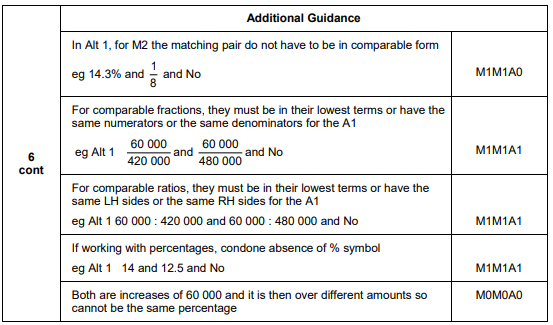 Additional Guidance
In Alt 1, for M2 the matching pair do not have to be in comparable form
eg 14.3% and 1/8 and No
M1M1A0
For comparable fractions, they must be in their lowest terms or have the
same numerators or the same denominators for the A1
eg Alt 1 60 000/420 000 and 60 000/480 000 and No
M1M1A1
6
cont
For comparable ratios, they must be in their lowest terms or have the
same LH sides or the same RH sides for the A1
eg Alt 1 60 000 : 420 000 and 60 000 : 480 000 and No
M1M1A1
If working with percentages, condone absence of % symbol
eg Alt 1 14 and 12.5 and No
M1M1A1
Both are increases of 60 000 and it is then over different amounts so
cannot be the same percentage
M0M0A0